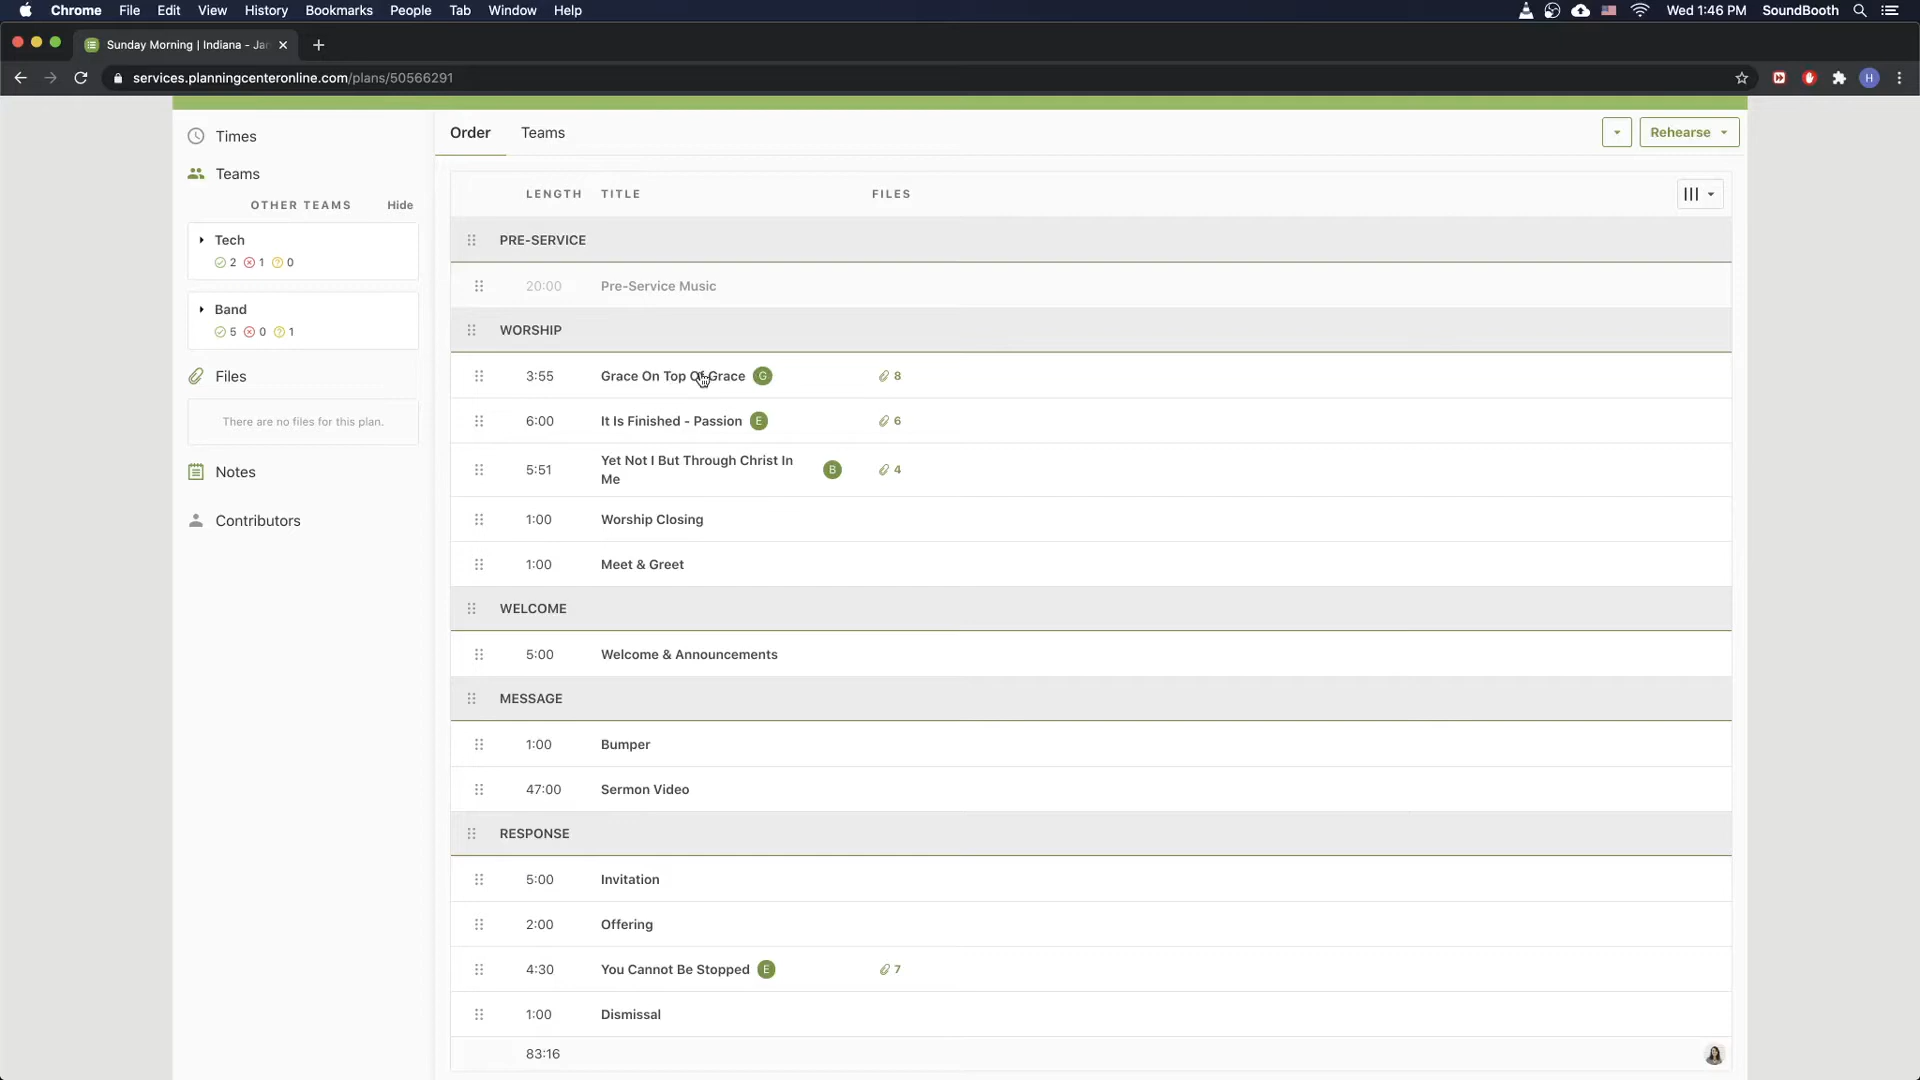 Chrome File Edit View History Bookmarks People Tab Window Help Wed 1:46 PM SoundBooth
Sunday Morning | Indiana - Ja
services.planningcenteronline.com/plans/50566291
H
Times
Order Teams
Rehearse
Teams
OTHER TEAMS Hide
LENGTH TITLE FILES
Tech
2 1 0
PRE-SERVICE
20:00 Pre-Service Music
Band
5 0 1
WORSHIP
Files
3:55 Grace On Top Of Grace G 8
There are no files for this plan.
6:00 It Is Finished - Passion E 6
Notes
5:51 Yet Not I But Through Christ In
Me B 4
Contributors
1:00 Worship Closing
1:00 Meet & Greet
WELCOME
5:00 Welcome & Announcements
MESSAGE
1:00 Bumper
47:00 Sermon Video
RESPONSE
5:00 Invitation
2:00 Offering
4:30 You Cannot Be Stopped E 7
1:00 Dismissal
83:16